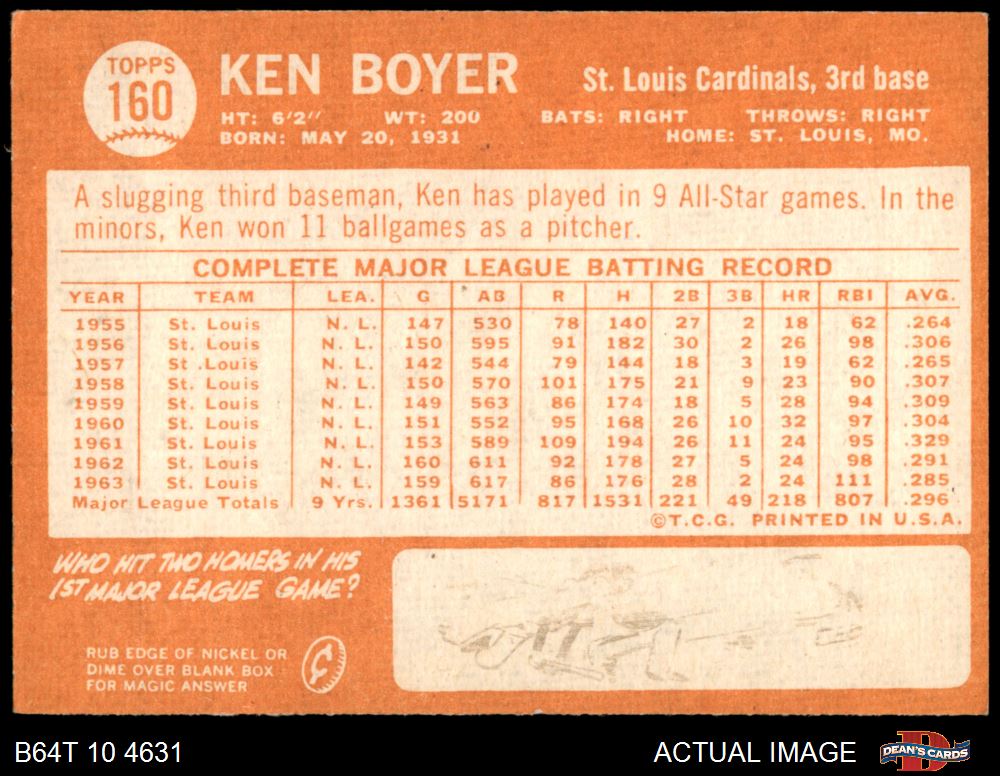 TOPPS
160
KEN BOYER
St. Louis Cardinals, 3rd base
HT: 6'2" WT: 200 BATS: RIGHT THROWS: RIGHT
BORN: MAY 20, 1931 HOME: ST. LOUIS, MO.
A slugging third baseman, Ken has played in 9 All-Star games. In the
minors, Ken won 11 ballgames as a pitcher.
COMPLETE MAJOR LEAGUE BATTING RECORD
YEAR TEAM LEA. G AB R H 2B 3B HR RBI AVG.
1955 St. Louis N. L. 147 530 78 140 27 2 18 62 .264
1956 St. Louis N. L. 150 595 91 182 30 2 26 98 .306
1957 St. Louis N. L. 142 544 79 144 18 3 19 62 .265
1958 St. Louis N. L. 150 570 101 175 21 9 23 90 .307
1959 St. Louis N. L. 149 563 86 174 18 5 28 94 .309
1960 St. Louis N. L. 151 552 95 168 26 10 32 97 .304
1961 St. Louis N. L. 153 589 109 194 26 11 24 95 .329
1962 St. Louis N. L. 160 611 92 178 27 5 24 98 .291
1963 St. Louis N. L. 159 617 86 176 28 2 24 111 .285
Major League Totals 9 Yrs. 1361 5171 817 1531 221 49 218 807 .296
©T.C.G. PRINTED IN U.S.A.
WHO HIT TWO HOMERS IN HIS
1ST MAJOR LEAGUE GAME?
RUB EDGE OF NICKEL OR
DIME OVER BLANK BOX
FOR MAGIC ANSWER
B64T 10 4631
ACTUAL IMAGE
DEAN'S CARDS